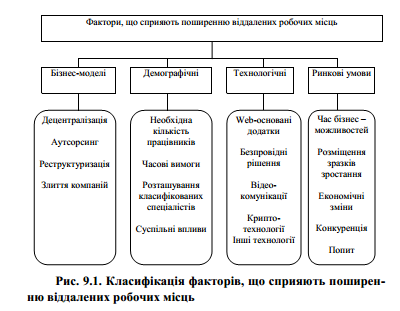 Фактори, що сприяють поширенню віддалених робочих місць
Бізнес-моделі
Демографічні
Технологічні
Ринкові умови
Децентралізація
Аутсорсинг
Реструктуризація
Злиття компаній
Необхідна
кількість
працівників
Часові вимоги
Розташування
класифікованих
спеціалістів
Суспільні впливи
Web-основані
додатки
Безпровідні
рішення
Відео-
комунікації
Крипто-
технології
Інші технології
Час бізнес –
можливостей
Розміщення
зразків
зростання
Економічні
зміни
Конкуренція
Попит
Рис. 9.1. Класифікація факторів, що сприяють поширен-
ню віддалених робочих місць